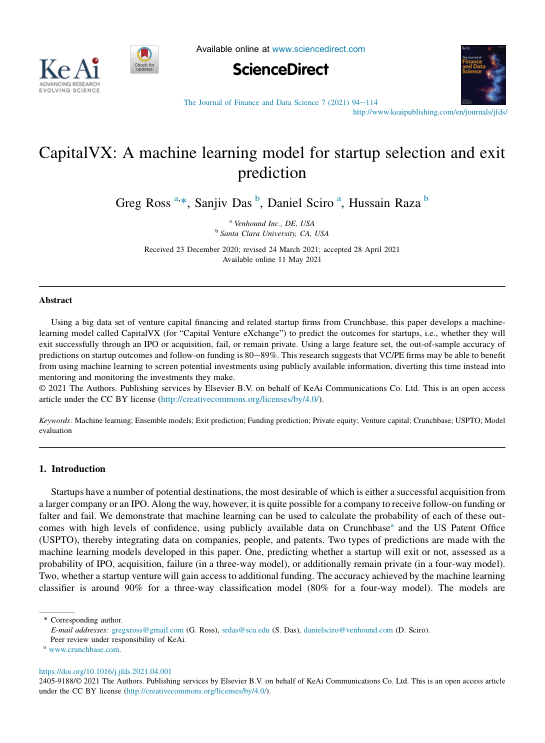 Ke Ai
ADVANCING RESEARCH
EVOLVING SCIENCE
Check for
updates
Available online at www.sciencedirect.com
ScienceDirect
The Journal of
Finance
and Data
Science
The Journal of Finance and Data Science 7 (2021) 94–114
http://www.keaipublishing.com/en/journals/jfds/
CapitalVX: A machine learning model for startup selection and exit
prediction
Greg Ross a,*, Sanjiv Das b, Daniel Sciro a, Hussain Raza b
a Venhound Inc., DE, USA
b Santa Clara University, CA, USA
Received 23 December 2020; revised 24 March 2021; accepted 28 April 2021
Available online 11 May 2021
Abstract
Using a big data set of venture capital financing and related startup firms from Crunchbase, this paper develops a machine-
learning model called CapitalVX (for “Capital Venture eXchange”) to predict the outcomes for startups, i.e., whether they will
exit successfully through an IPO or acquisition, fail, or remain private. Using a large feature set, the out-of-sample accuracy of
predictions on startup outcomes and follow-on funding is 80–89%. This research suggests that VC/PE firms may be able to benefit
from using machine learning to screen potential investments using publicly available information, diverting this time instead into
mentoring and monitoring the investments they make.
© 2021 The Authors. Publishing services by Elsevier B.V. on behalf of KeAi Communications Co. Ltd. This is an open access
article under the CC BY license (http://creativecommons.org/licenses/by/4.0/).
Keywords: Machine learning; Ensemble models; Exit prediction; Funding prediction; Private equity; Venture capital; Crunchbase; USPTO; Model
evaluation
1. Introduction
Startups have a number of potential destinations, the most desirable of which is either a successful acquisition from
a larger company or an IPO. Along the way, however, it is quite possible for a company to receive follow-on funding or
falter and fail. We demonstrate that machine learning can be used to calculate the probability of each of these out-
comes with high levels of confidence, using publicly available data on Crunchbase a and the US Patent Office
(USPTO), thereby integrating data on companies, people, and patents. Two types of predictions are made with the
machine learning models developed in this paper. One, predicting whether a startup will exit or not, assessed as a
probability of IPO, acquisition, failure (in a three-way model), or additionally remain private (in a four-way model).
Two, whether a startup venture will gain access to additional funding. The accuracy achieved by the machine learning
classifier is around 90% for a three-way classification model (80% for a four-way model). The models are
* Corresponding author.
E-mail addresses: gregxross@gmail.com (G. Ross), srdas@scu.edu (S. Das), danielsciro@venhound.com (D. Sciro).
Peer review under responsibility of KeAi.
a www.crunchbase.com.
https://doi.org/10.1016/j.jfds.2021.04.001
2405-9188/© 2021 The Authors. Publishing services by Elsevier B.V. on behalf of KeAi Communications Co. Ltd. This is an open access article
under the CC BY license (http://creativecommons.org/licenses/by/4.0/).